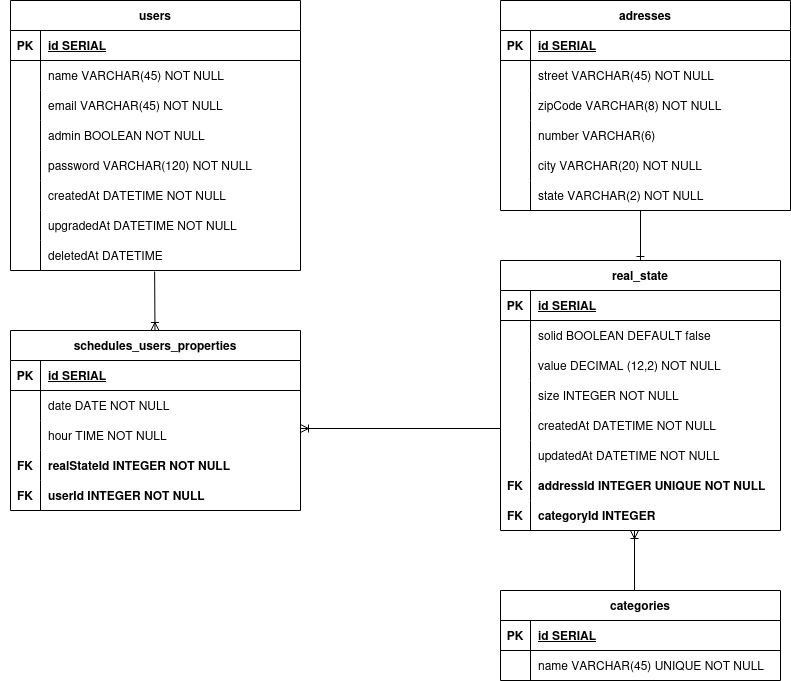 users
PK id SERIAL
name VARCHAR(45) NOT NULL
email VARCHAR(45) NOT NULL
admin BOOLEAN NOT NULL
password VARCHAR(120) NOT NULL
createdAt DATETIME NOT NULL
upgradedAt DATETIME NOT NULL
deletedAt DATETIME
adresses
PK id SERIAL
street VARCHAR(45) NOT NULL
zipCode VARCHAR(8) NOT NULL
number VARCHAR(6)
city VARCHAR(20) NOT NULL
state VARCHAR(2) NOT NULL
schedules_users_properties
PK id SERIAL
date DATE NOT NULL
hour TIME NOT NULL
FK realStateId INTEGER NOT NULL
FK userId INTEGER NOT NULL
real_state
PK id SERIAL
solid BOOLEAN DEFAULT false
value DECIMAL (12,2) NOT NULL
size INTEGER NOT NULL
createdAt DATETIME NOT NULL
updatedAt DATETIME NOT NULL
FK addressId INTEGER UNIQUE NOT NULL
FK categoryId INTEGER
categories
PK id SERIAL
name VARCHAR(45) UNIQUE NOT NULL